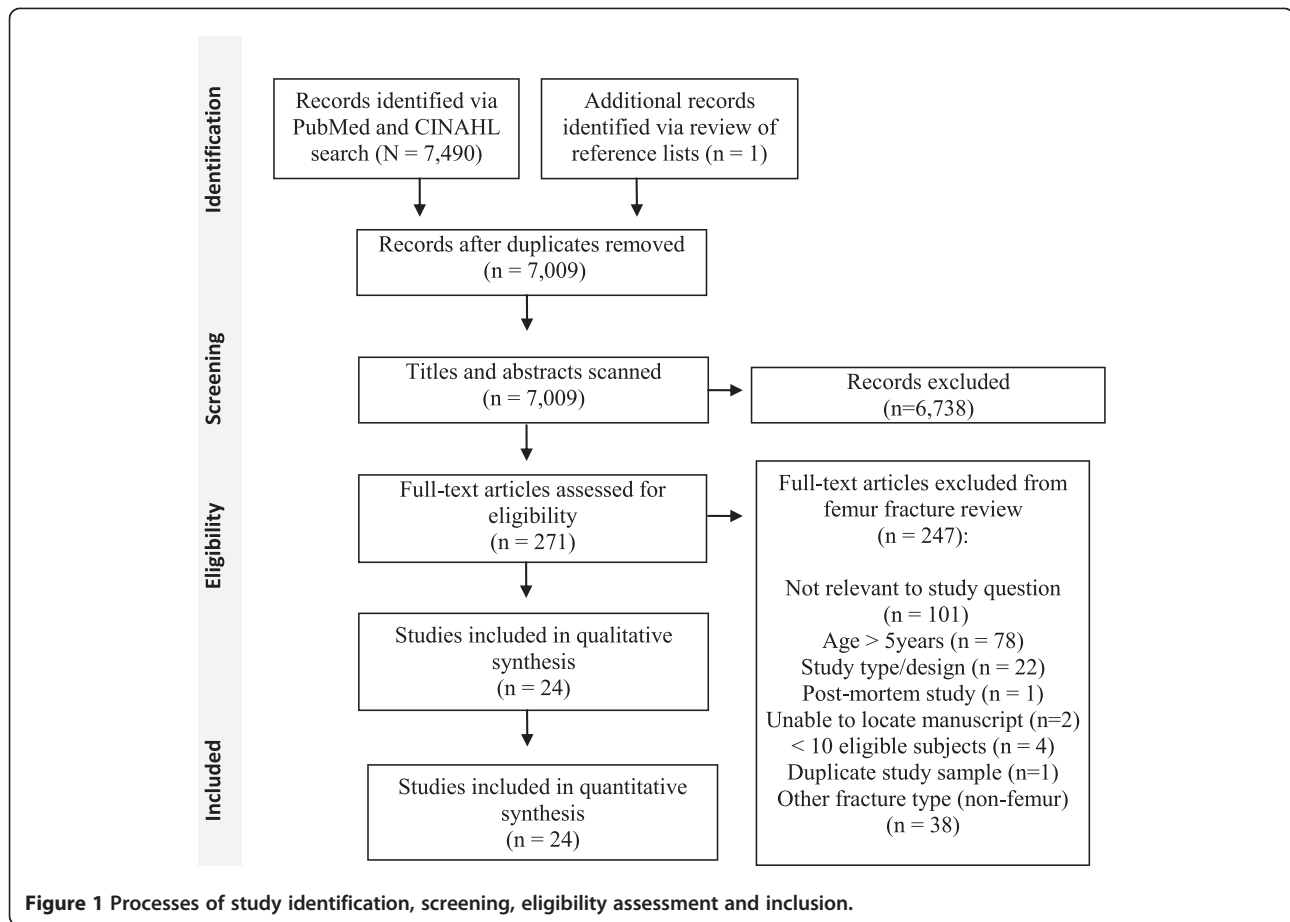 Identification
Records identified via
PubMed and CINAHL
search (N = 7,490)
Additional records
identified via review of
reference lists (n = 1)
Records after duplicates removed
(n = 7,009)
Screening
Titles and abstracts scanned
(n = 7,009)
Records excluded
(n=6,738)
Eligibility
Full-text articles assessed for
eligibility
(n = 271)
Full-text articles excluded from
femur fracture review
(n = 247):
Not relevant to study question
(n = 101)
Age > 5years (n = 78)
Study type/design (n = 22)
Post-mortem study (n = 1)
Unable to locate manuscript (n=2)
< 10 eligible subjects (n = 4)
Duplicate study sample (n=1)
Other fracture type (non-femur)
(n = 38)
Studies included in qualitative
synthesis
(n = 24)
Included
Studies included in quantitative
synthesis
(n = 24)
Figure 1 Processes of study identification, screening, eligibility assessment and inclusion.